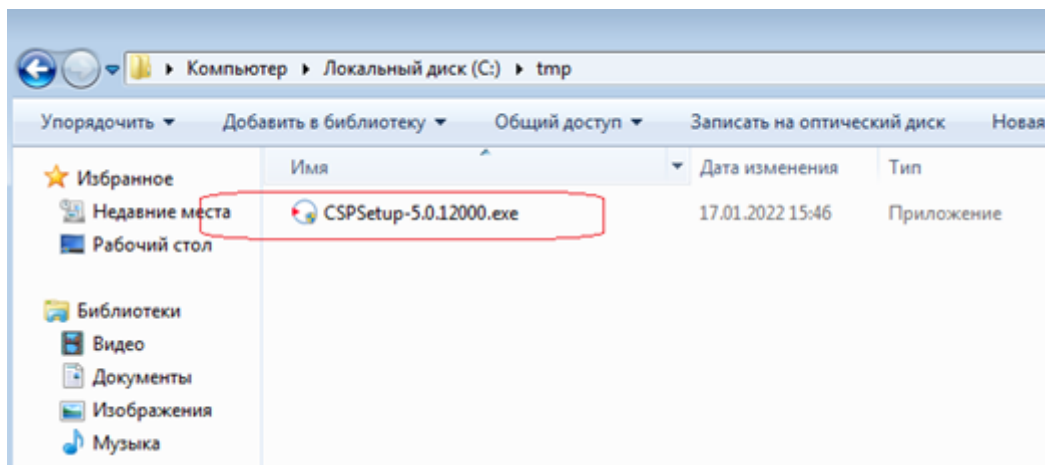 Компьютер ▸ Локальный диск (C:) ▸ tmp
Упорядочить Добавить в библиотеку Общий доступ Записать на оптический диск Новая
Избранное
Имя Дата изменения Тип
Недавние места
CSPSetup-5.0.12000.exe 17.01.2022 15:46 Приложение
Рабочий стол
Библиотеки
Видео
Документы
Изображения
Музыка